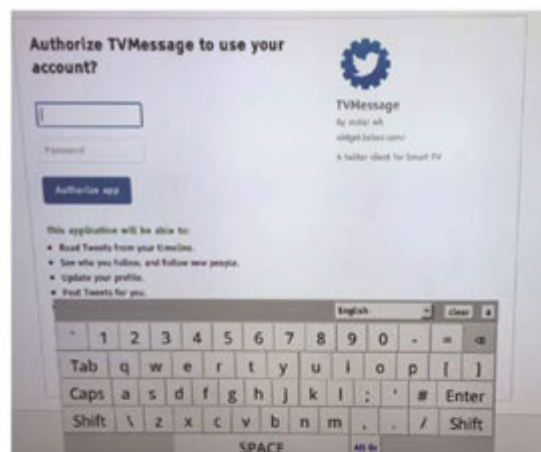 Authorize TVMessage to use your
account?
TVMessage
A twitter client for Smart TV
Password
Authorize app
This application will be able to:
Read Tweets from your timeline.
See who you follow, and follow new people.
Update your profile.
Post Tweets for you.
English clear x
` 1 2 3 4 5 6 7 8 9 0 - =
Tab q w e r t y u i o p [ ]
Caps a s d f g h j k l ; ' # Enter
Shift \ z x c v b n m , . / Shift
SPACE Alt Gr